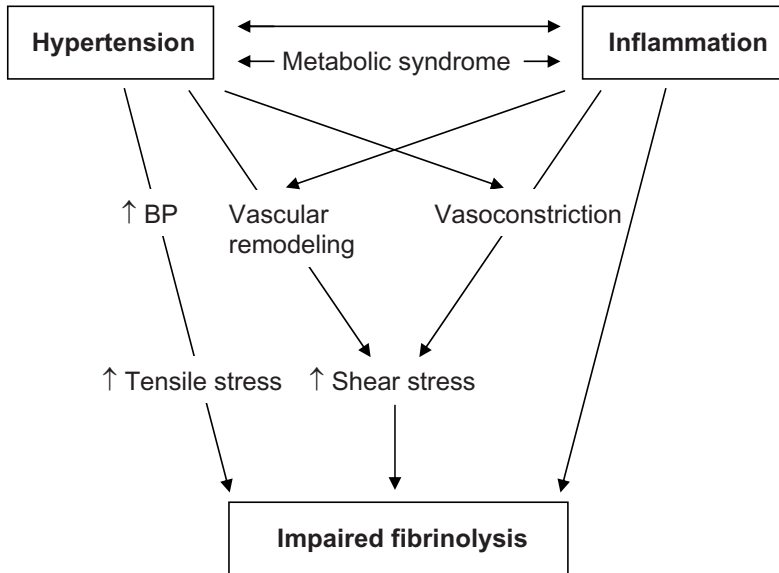 Hypertension
Inflammation
Metabolic syndrome
↑ BP
Vascular
remodeling
Vasoconstriction
↑ Tensile stress
↑ Shear stress
Impaired fibrinolysis